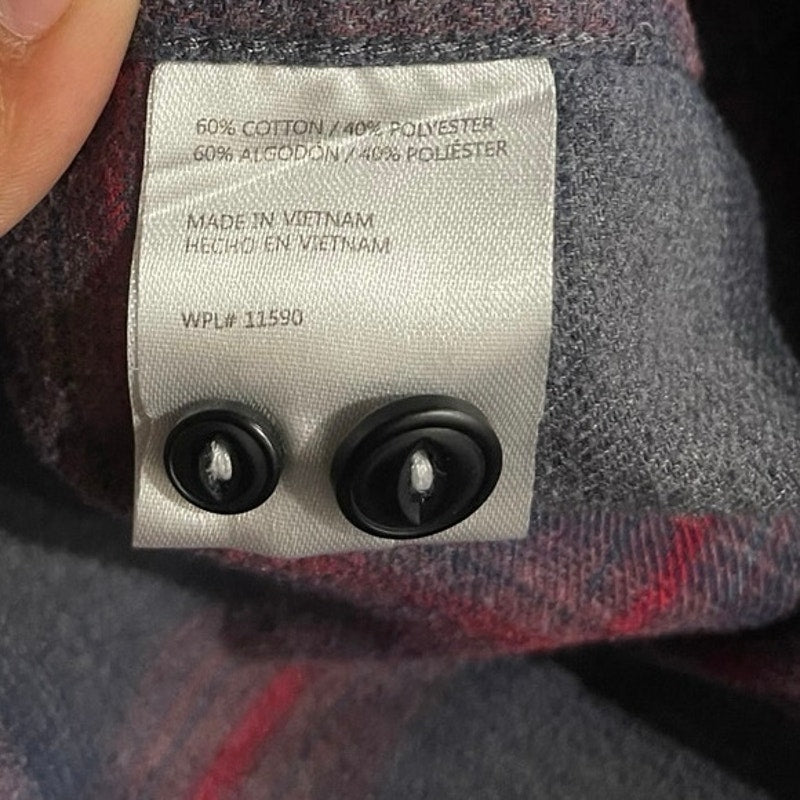 60% COTTON / 40% POLYESTER
60% ALGODÓN / 40% POLIÉSTER
MADE IN VIETNAM
HECHO EN VIETNAM
WPL# 11590